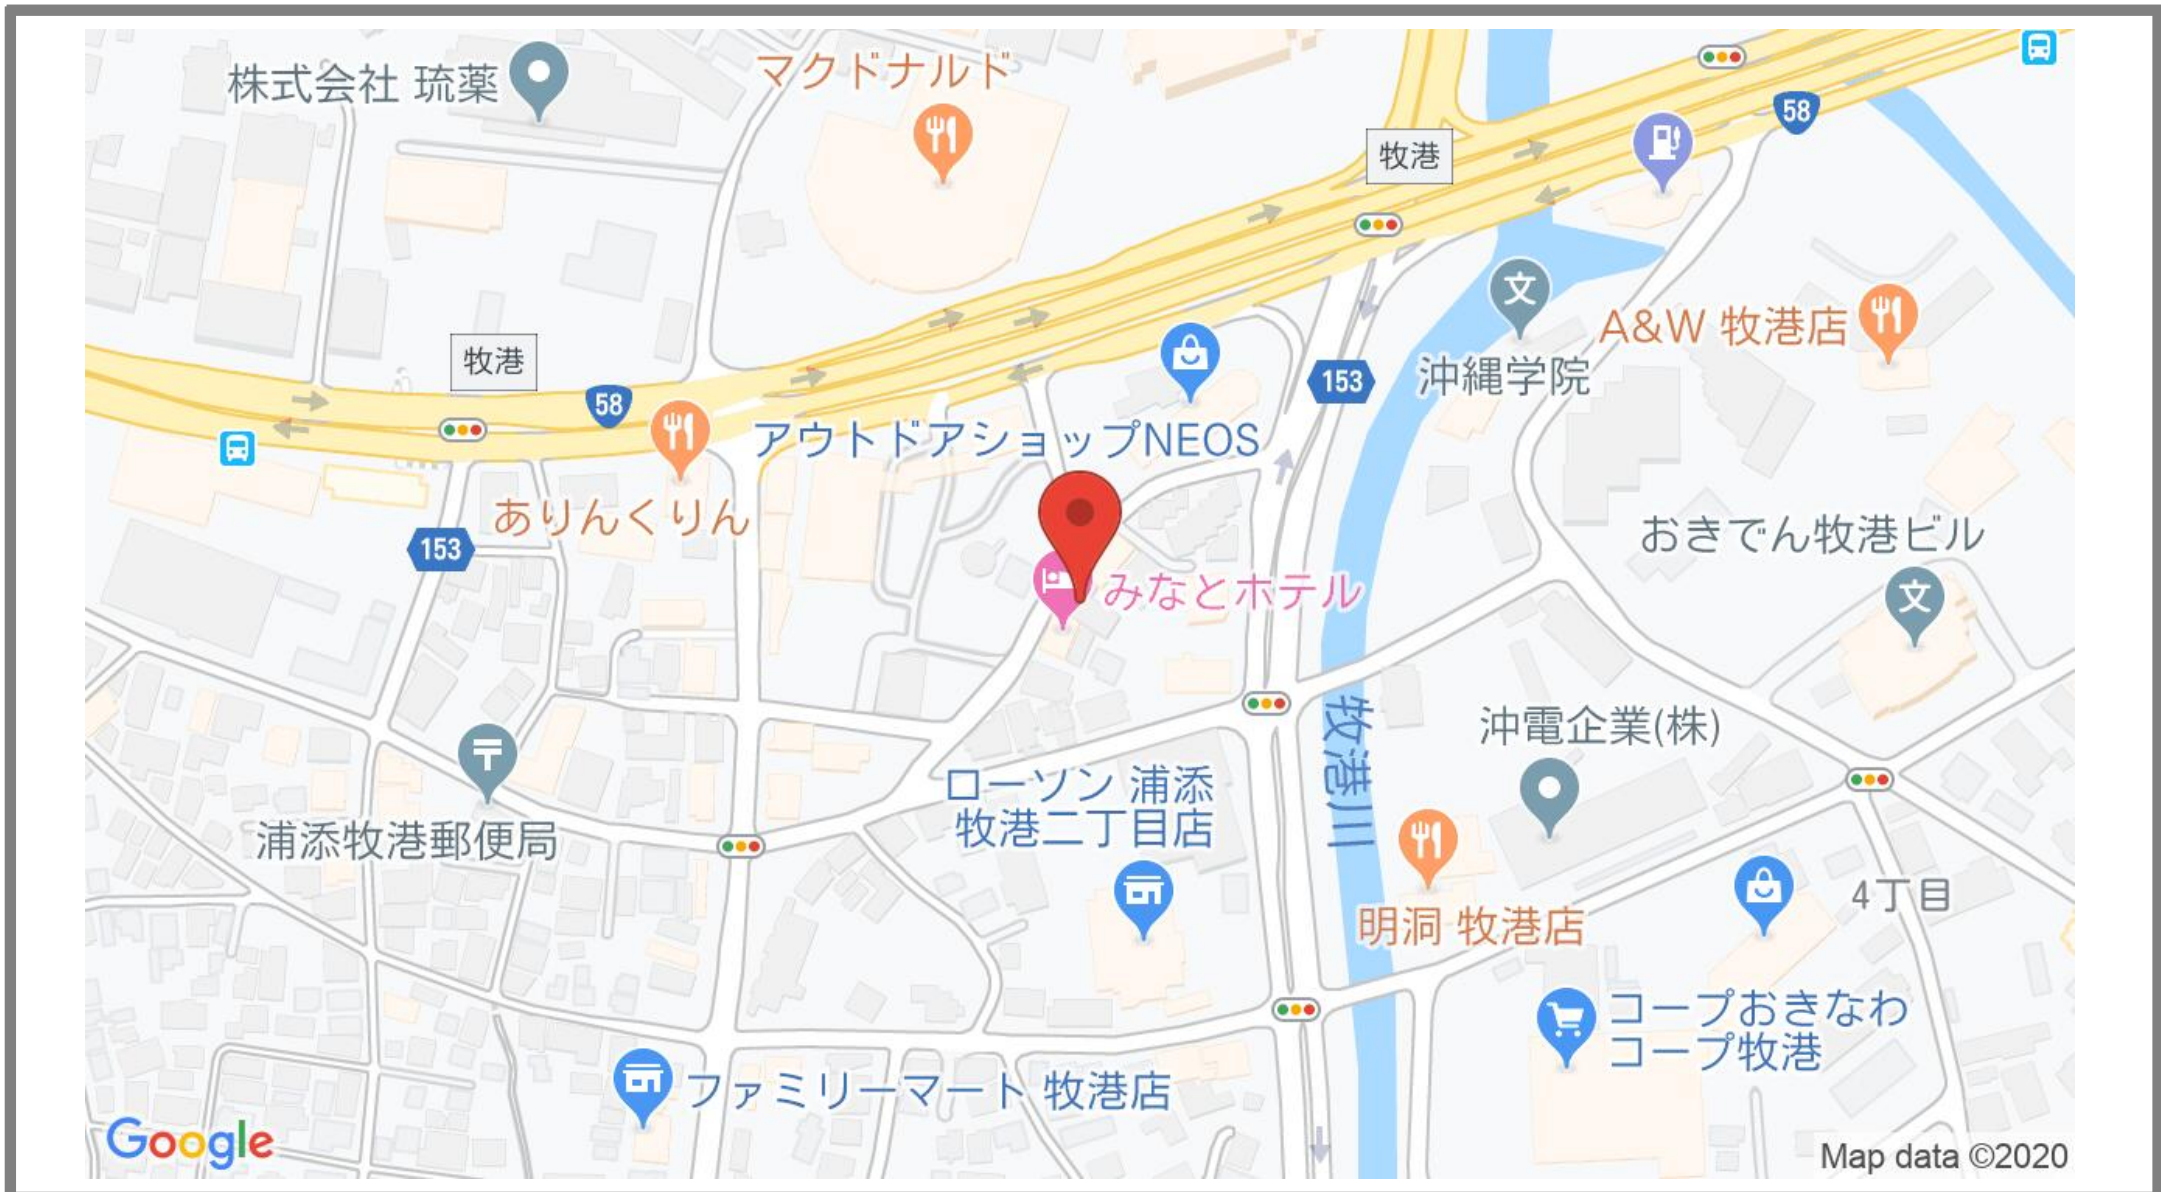 株式会社 琉薬
マクドナルド
58
牧港
A&W 牧港店
沖縄学院
153
牧港
58
アウトドアショップNEOS
ありんくりん
153
おきでん牧港ビル
みなとホテル
牧港川
沖電企業(株)
ローソン 浦添
牧港二丁目店
浦添牧港郵便局
明洞 牧港店
4丁目
コープおきなわ
コープ牧港
ファミリーマート 牧港店
Google
Map data ©2020